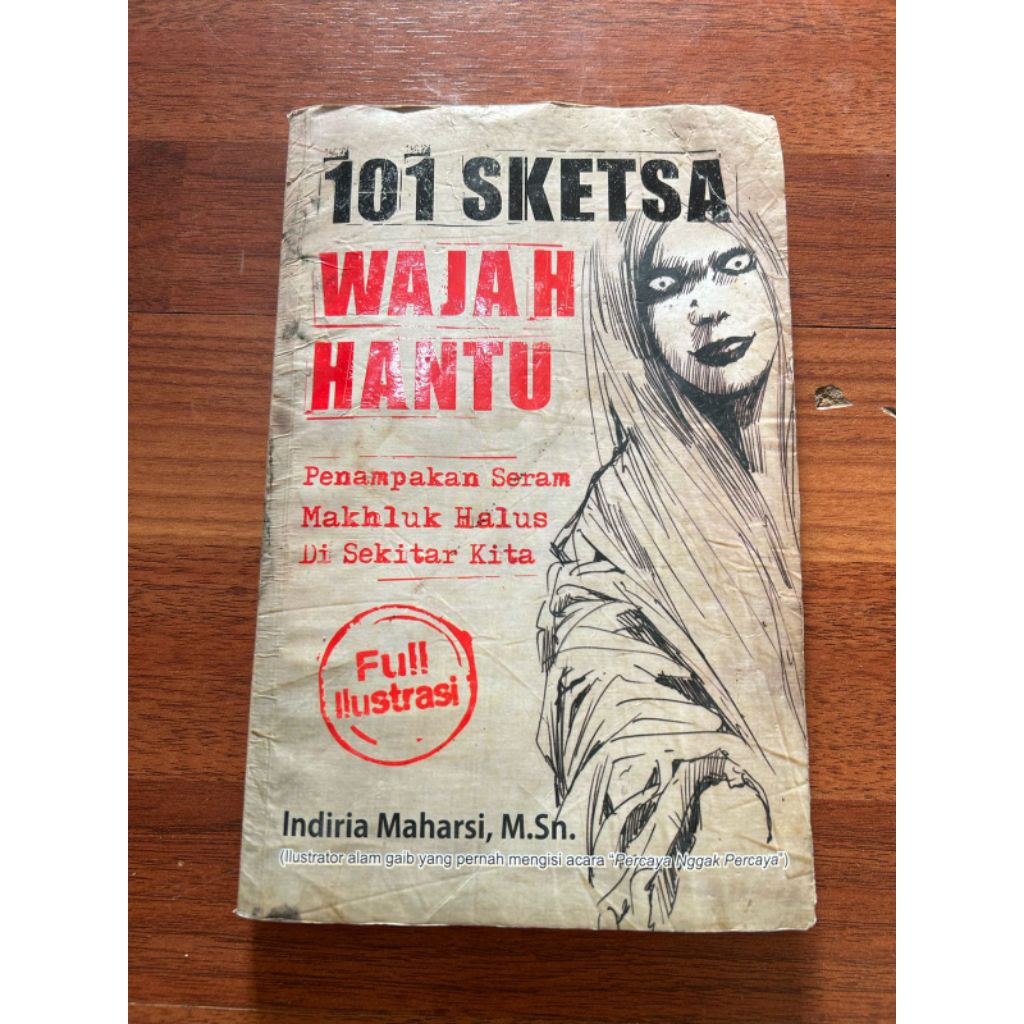 101 SKETSA
WAJAH
HANTU
Penampakan Seram
Makhluk Halus
Di Sekitar Kita
Full
Ilustrasi
Indiria Maharsi, M.Sn.
(Ilustrator alam gaib yang pernah mengisi acara "Percaya Nggak Percaya")